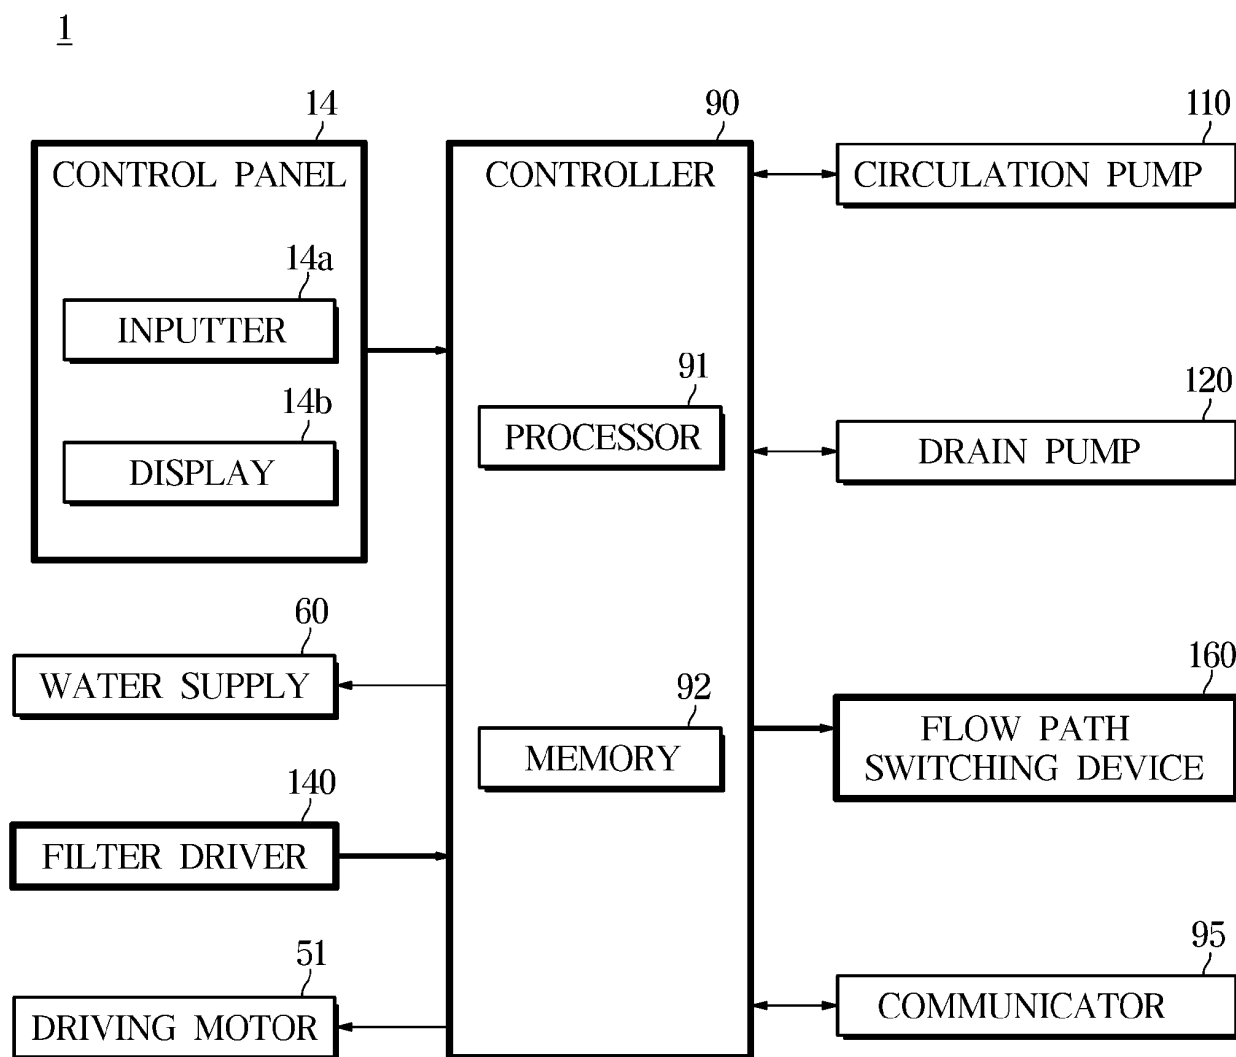 1
14
CONTROL PANEL
14a
INPUTTER
14b
DISPLAY
60
WATER SUPPLY
140
FILTER DRIVER
51
DRIVING MOTOR
90
CONTROLLER
91
PROCESSOR
92
MEMORY
110
CIRCULATION PUMP
120
DRAIN PUMP
160
FLOW PATH
SWITCHING DEVICE
95
COMMUNICATOR